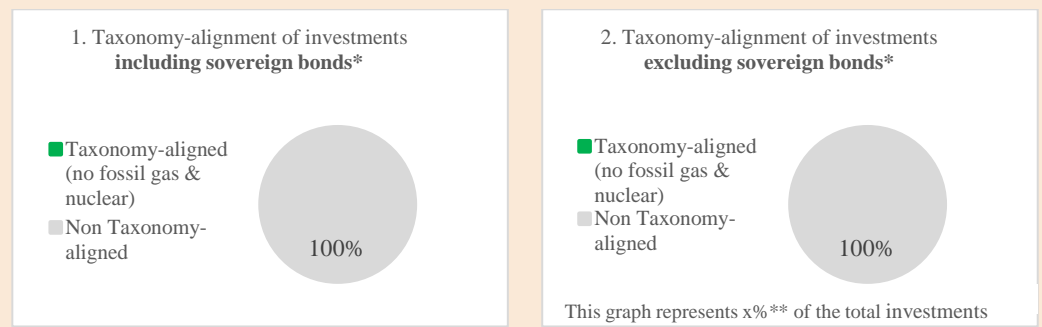 1. Taxonomy-alignment of investments
including sovereign bonds*
Taxonomy-aligned
(no fossil gas &
nuclear)
Non Taxonomy-
aligned
100%
2. Taxonomy-alignment of investments
excluding sovereign bonds*
Taxonomy-aligned
(no fossil gas &
nuclear)
Non Taxonomy-
aligned
100%
This graph represents x%** of the total investments